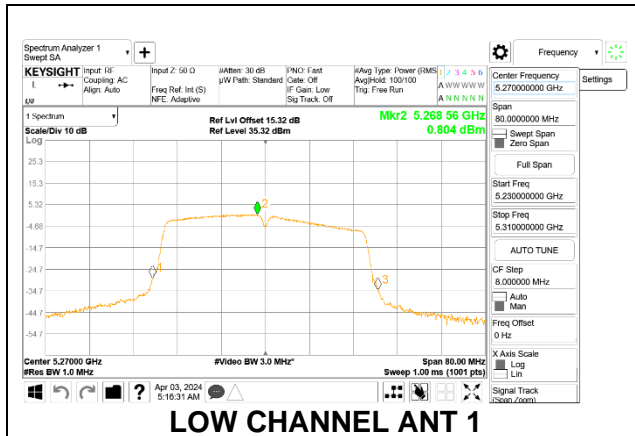 Spectrum Analyzer 1
Swept SA
Frequency
KEYSIGHT
Input: RF
Coupling: AC
Align: Auto
Input Z: 50 Ω
Freq Ref: Int (S)
NFE: Adaptive
#Atten: 30 dB
µW Path: Standard
PNO: Fast
Gate: Off
IF Gain: Low
Sig Track: Off
#Avg Type: Power (RMS
Avg|Hold: 100/100
Trig: Free Run
1 2 3 4 5 6
A W W W W W
A N N N N N
1 Spectrum
Scale/Div 10 dB
Ref Lvl Offset 15.32 dB
Ref Level 35.32 dBm
Mkr2 5.268 56 GHz
0.804 dBm
Log
25.3
15.3
5.32
-4.68
-14.7
-24.7
-34.7
-44.7
-54.7
2
4
3
Center 5.27000 GHz
#Res BW 1.0 MHz
#Video BW 3.0 MHz*
Span 80.00 MHz
Sweep 1.00 ms (1001 pts)
Apr 03, 2024
5:16:31 AM
Center Frequency
5.270000000 GHz
Settings
Span
80.0000000 MHz
Swept Span
Zero Span
Full Span
Start Freq
5.230000000 GHz
Stop Freq
5.310000000 GHz
AUTO TUNE
CF Step
8.000000 MHz
Auto
Man
Freq Offset
0 Hz
X Axis Scale
Log
Lin
Signal Track
(Span Zoom)
LOW CHANNEL ANT 1